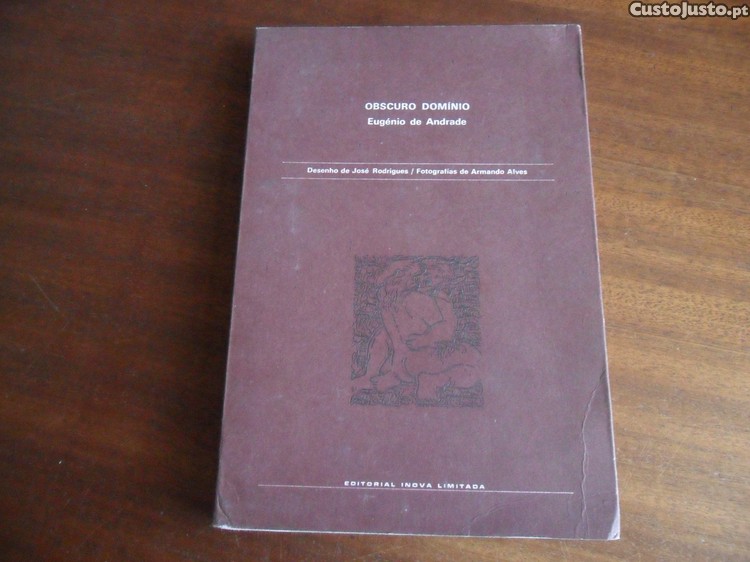 CustoJusto.pt
OBSCURO DOMÍNIO
Eugénio de Andrade
Desenho de José Rodrigues / Fotografias de Armando Alves
EDITORIAL INOVA LIMITADA